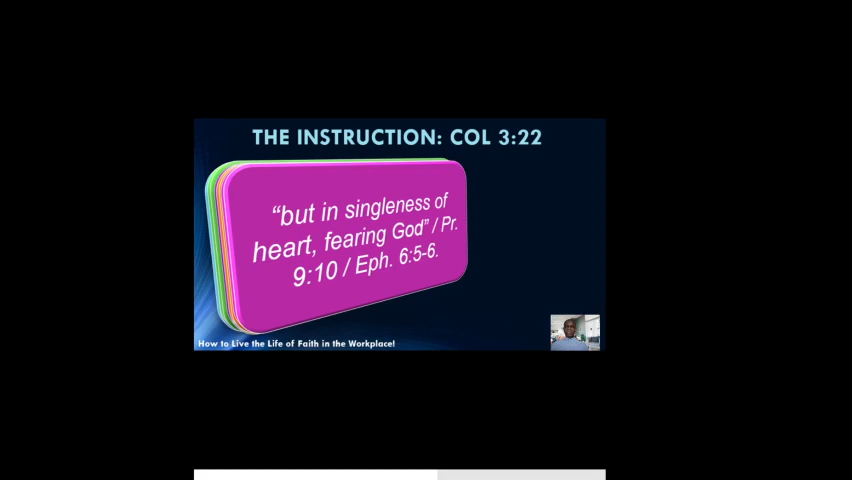 THE INSTRUCTION: COL 3:22
“but in singleness of
heart, fearing God” / Pr.
9:10 / Eph. 6:5-6.
How to Live the Life of Faith in the Workplace!